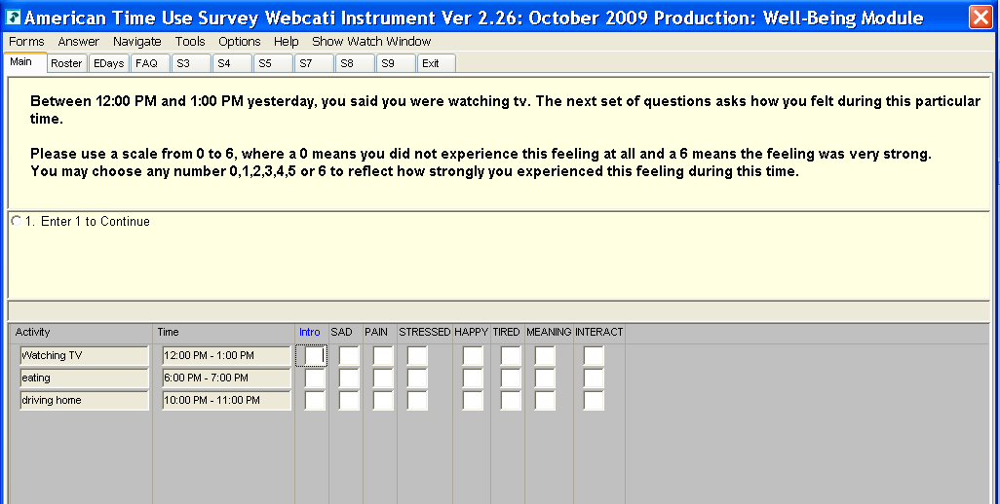 American Time Use Survey Webcati Instrument Ver 2.26: October 2009 Production: Well-Being Module
Forms Answer Navigate Tools Options Help Show Watch Window
Main Roster EDays FAQ S3 S4 S5 S7 S8 S9 Exit
Between 12:00 PM and 1:00 PM yesterday, you said you were watching tv. The next set of questions asks how you felt during this particular
time.
Please use a scale from 0 to 6, where a 0 means you did not experience this feeling at all and a 6 means the feeling was very strong.
You may choose any number 0,1,2,3,4,5 or 6 to reflect how strongly you experienced this feeling during this time.
1. Enter 1 to Continue
Activity Time Intro SAD PAIN STRESSED HAPPY TIRED MEANING INTERACT
Watching TV 12:00 PM - 1:00 PM
eating 6:00 PM - 7:00 PM
driving home 10:00 PM - 11:00 PM